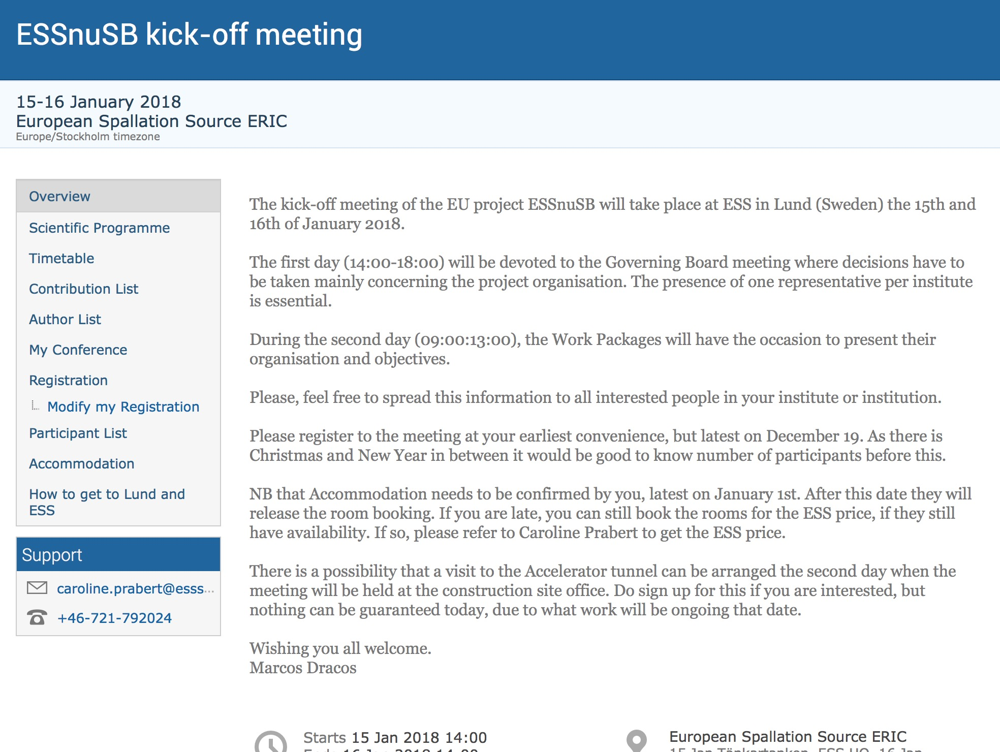 ESSnuSB kick-off meeting
15-16 January 2018
European Spallation Source ERIC
Europe/Stockholm timezone
Overview
Scientific Programme
Timetable
Contribution List
Author List
My Conference
Registration
Modify my Registration
Participant List
Accommodation
How to get to Lund and
ESS
Support
caroline.prabert@esss...
+46-721-792024
The kick-off meeting of the EU project ESSnuSB will take place at ESS in Lund (Sweden) the 15th and
16th of January 2018.
The first day (14:00-18:00) will be devoted to the Governing Board meeting where decisions have to
be taken mainly concerning the project organisation. The presence of one representative per institute
is essential.
During the second day (09:00:13:00), the Work Packages will have the occasion to present their
organisation and objectives.
Please, feel free to spread this information to all interested people in your institute or institution.
Please register to the meeting at your earliest convenience, but latest on December 19. As there is
Christmas and New Year in between it would be good to know number of participants before this.
NB that Accommodation needs to be confirmed by you, latest on January 1st. After this date they will
release the room booking. If you are late, you can still book the rooms for the ESS price, if they still
have availability. If so, please refer to Caroline Prabert to get the ESS price.
There is a possibility that a visit to the Accelerator tunnel can be arranged the second day when the
meeting will be held at the construction site office. Do sign up for this if you are interested, but
nothing can be guaranteed today, due to what work will be ongoing that date.
Wishing you all welcome.
Marcos Dracos
Starts 15 Jan 2018 14:00
Ends 16 Jan 2018 14:00
European Spallation Source ERIC
15 Jan Tänkartanken, ESS HQ, 16 Jan